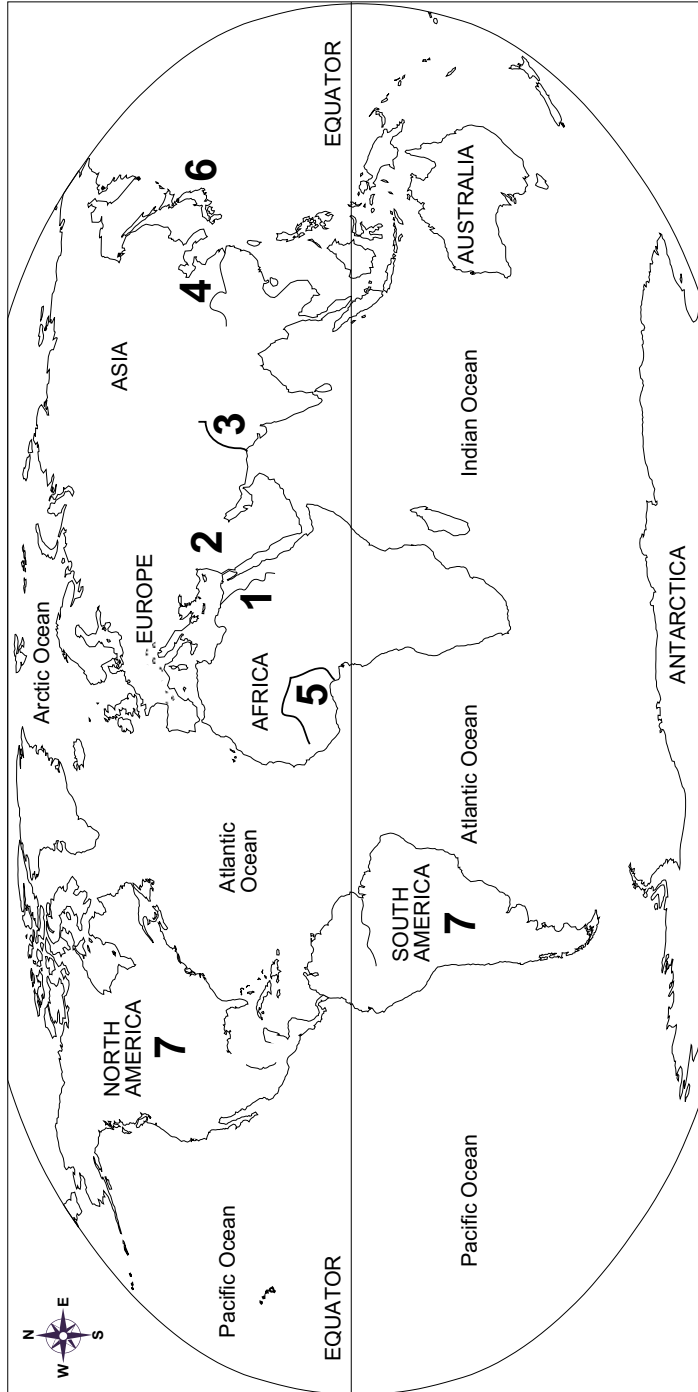 N
W
E
S
Arctic Ocean
NORTH
AMERICA
7
EUROPE
ASIA
Pacific Ocean
Atlantic
Ocean
AFRICA
1
2
3
4
6
5
EQUATOR
EQUATOR
SOUTH
AMERICA
7
Pacific Ocean
Atlantic Ocean
Indian Ocean
AUSTRALIA
ANTARCTICA